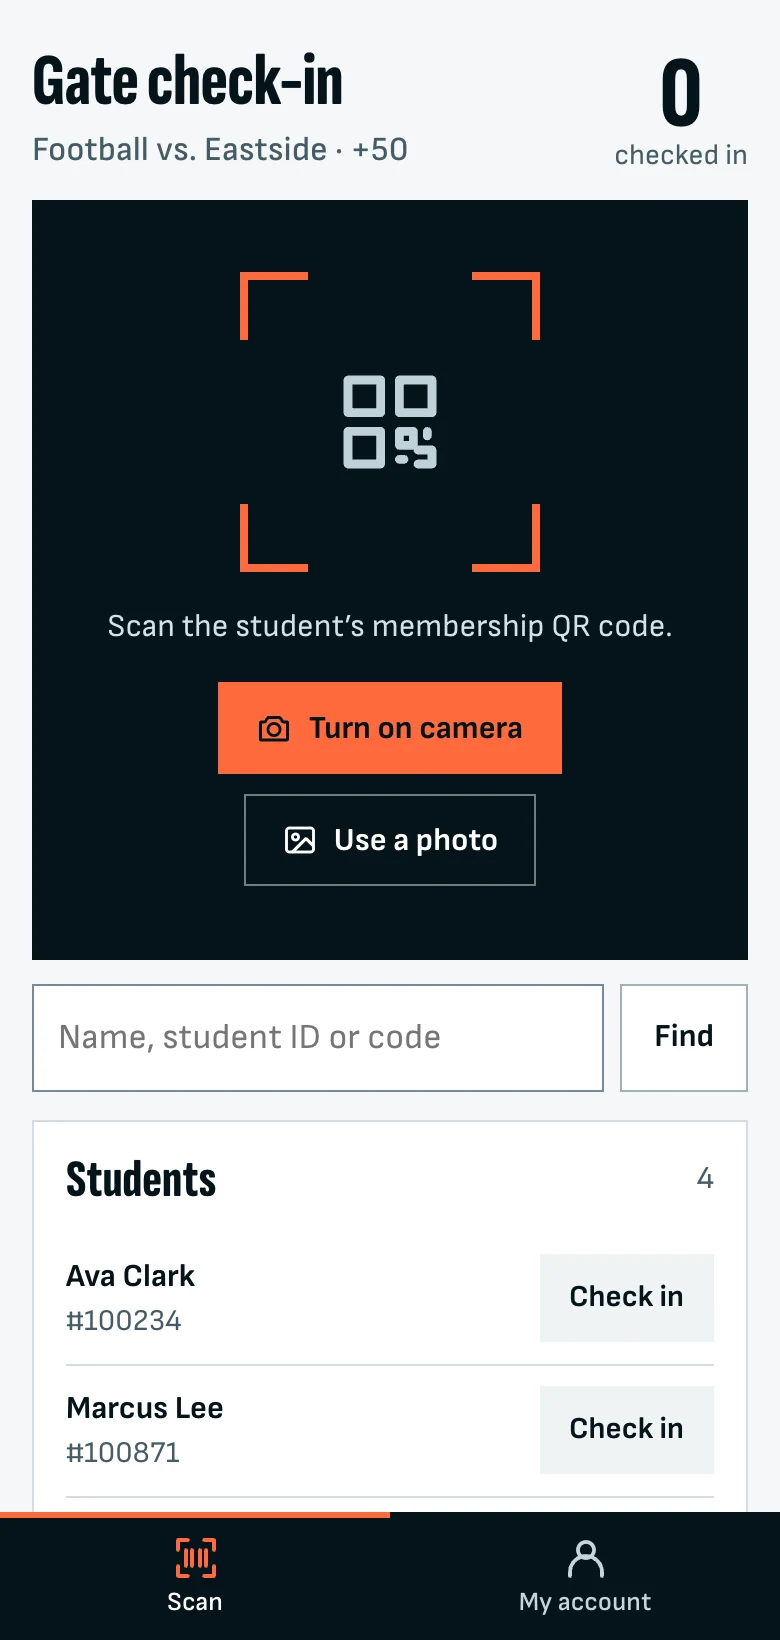 Gate check-in
0
Football vs. Eastside · +50
checked in
Scan the student’s membership QR code.
Turn on camera
Use a photo
Name, student ID or code
Find
Students
4
Ava Clark
#100234
Check in
Marcus Lee
#100871
Check in
Scan
My account